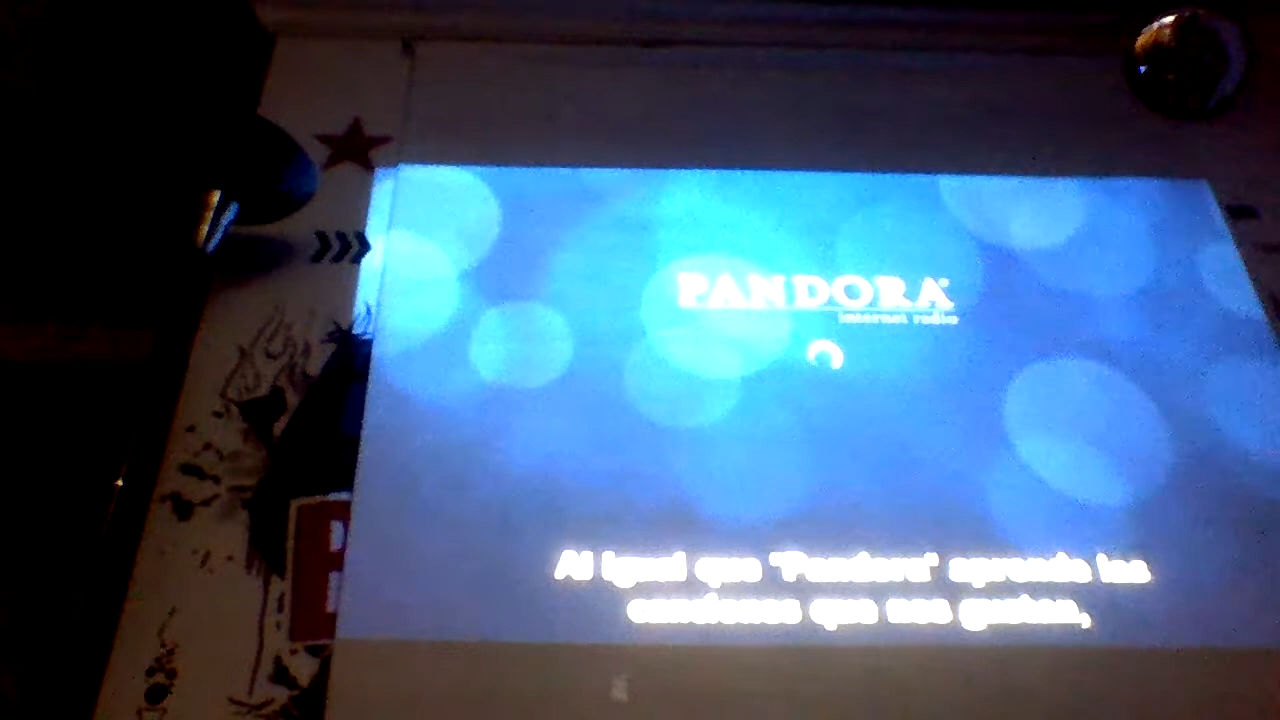 PANDORA
internet radio
Al igual que "Pandora" aprende las
canciones que nos gustan,